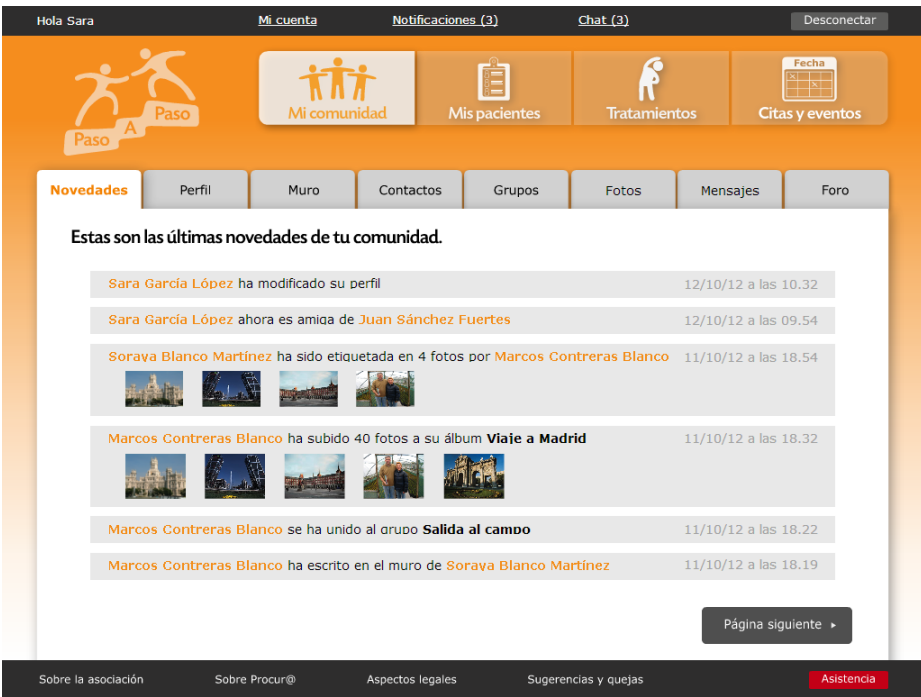 Hola Sara
Mi cuenta
Notificaciones (3)
Chat (3)
Desconectar
Paso A Paso
Mi comunidad
Mis pacientes
Tratamientos
Fecha
Citas y eventos
Novedades
Perfil
Muro
Contactos
Grupos
Fotos
Mensajes
Foro
Estas son las últimas novedades de tu comunidad.
Sara García López ha modificado su perfil 12/10/12 a las 10.32
Sara García López ahora es amiga de Juan Sánchez Fuertes 12/10/12 a las 09.54
Soraya Blanco Martínez ha sido etiquetada en 4 fotos por Marcos Contreras Blanco 11/10/12 a las 18.54
Marcos Contreras Blanco ha subido 40 fotos a su álbum Viaje a Madrid 11/10/12 a las 18.32
Marcos Contreras Blanco se ha unido al grupo Salida al campo 11/10/12 a las 18.22
Marcos Contreras Blanco ha escrito en el muro de Soraya Blanco Martínez 11/10/12 a las 18.19
Página siguiente
Sobre la asociación
Sobre Procur@
Aspectos legales
Sugerencias y quejas
Asistencia